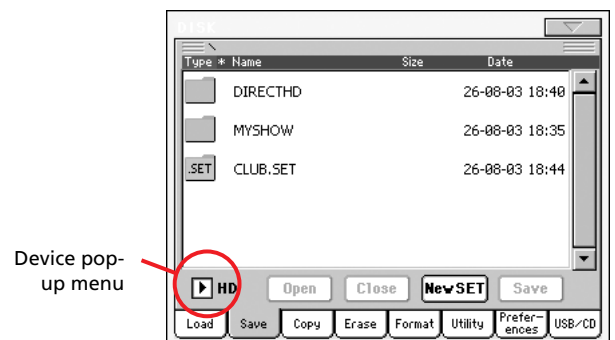 DISK
Type * Name Size Date
DIRECTHD 26-08-03 18:40
MYSHOW 26-08-03 18:35
.SET CLUB.SET 26-08-03 18:44
Device pop-
up menu
HD Open Close New SET Save
Load Save Copy Erase Format Utility Prefer-
ences USB/CD